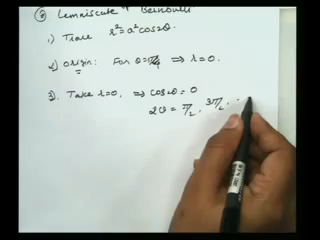 ② Lemniscate of Bernoulli
1) Trace r² = a² cos2θ.
2) Origin: For θ = π/4 ⟹ r = 0.
3). Take r=0, ⟹ cos2θ = 0
2θ = π/2, 3π/2, ..